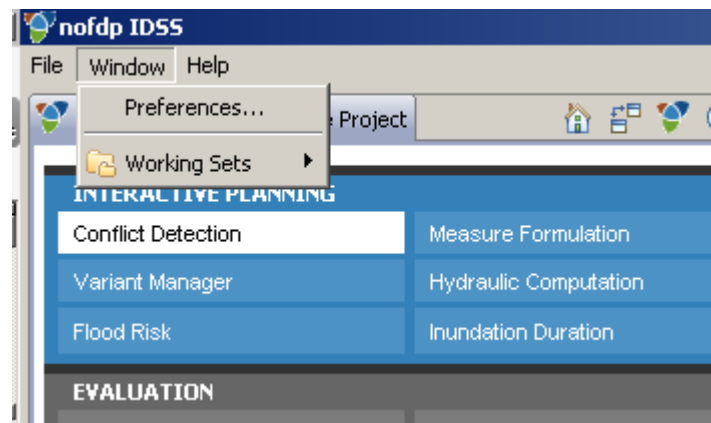 nofdp IDSS
File Window Help
Preferences...
Project
Working Sets
INTERACTIVE PLANNING
Conflict Detection
Measure Formulation
Variant Manager
Hydraulic Computation
Flood Risk
Inundation Duration
EVALUATION